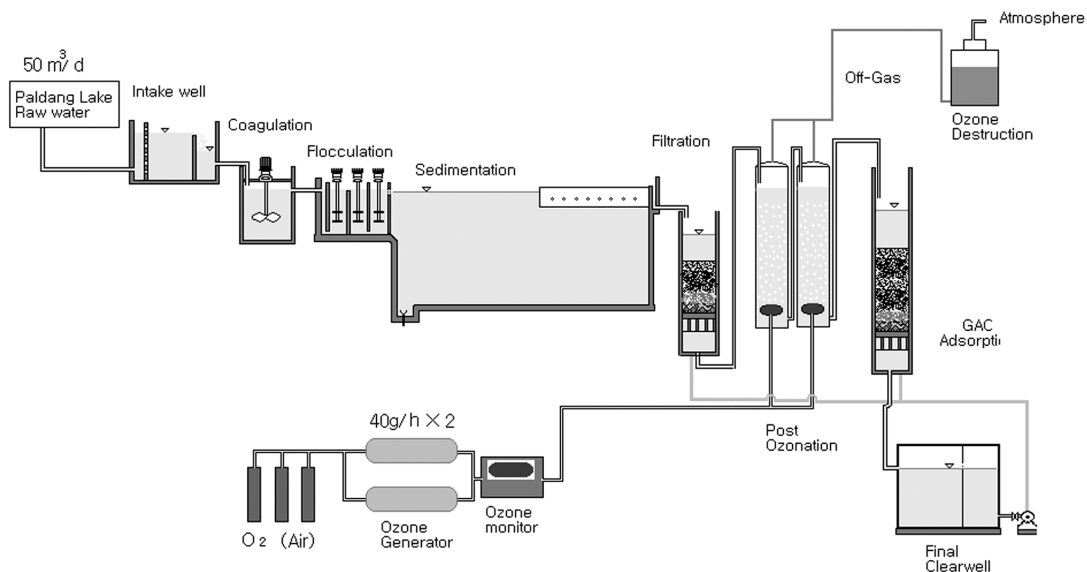 Atmosphere
50 m³/ d
Paldang Lake
Raw water
Intake well
Coagulation
Flocculation
Sedimentation
Filtration
Off-Gas
Ozone
Destruction
GAC
Adsorpti
Post
Ozonation
40g/h × 2
O₂ (Air)
Ozone
Generator
Ozone
monitor
Final
Clearwell